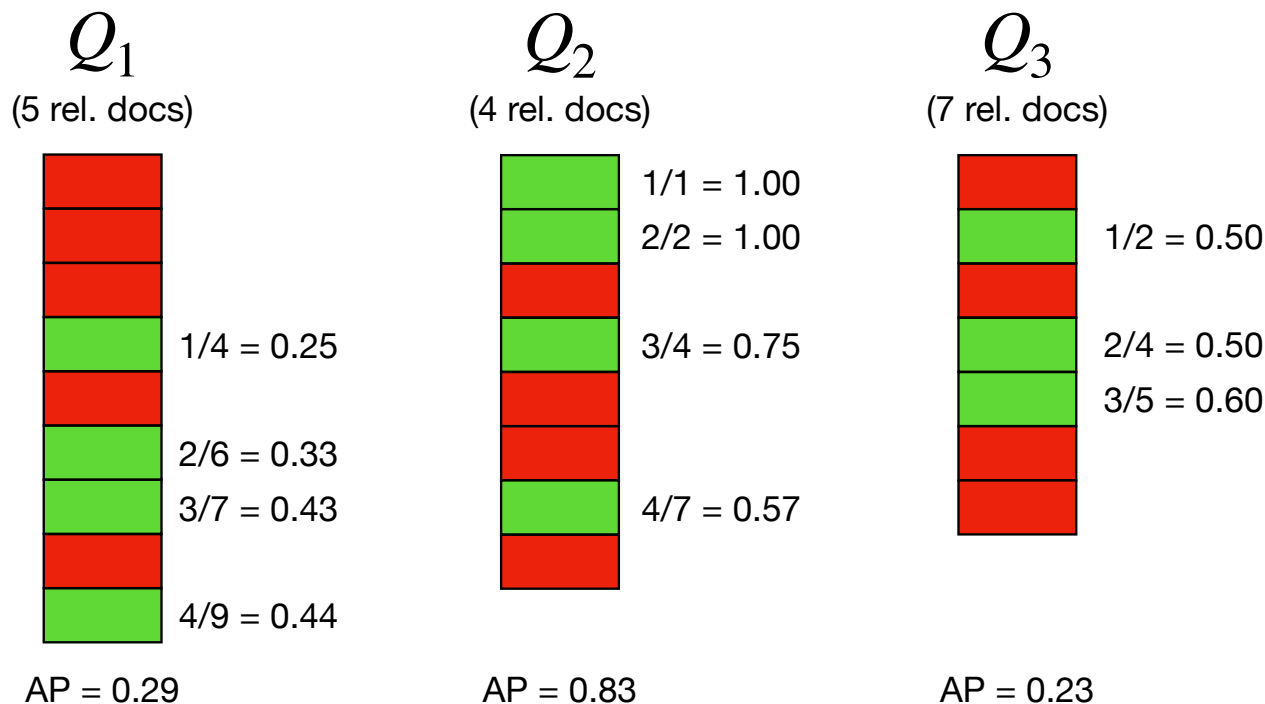 Q1
(5 rel. docs)
1/4 = 0.25
2/6 = 0.33
3/7 = 0.43
4/9 = 0.44
AP = 0.29
Q2
(4 rel. docs)
1/1 = 1.00
2/2 = 1.00
3/4 = 0.75
4/7 = 0.57
AP = 0.83
Q3
(7 rel. docs)
1/2 = 0.50
2/4 = 0.50
3/5 = 0.60
AP = 0.23